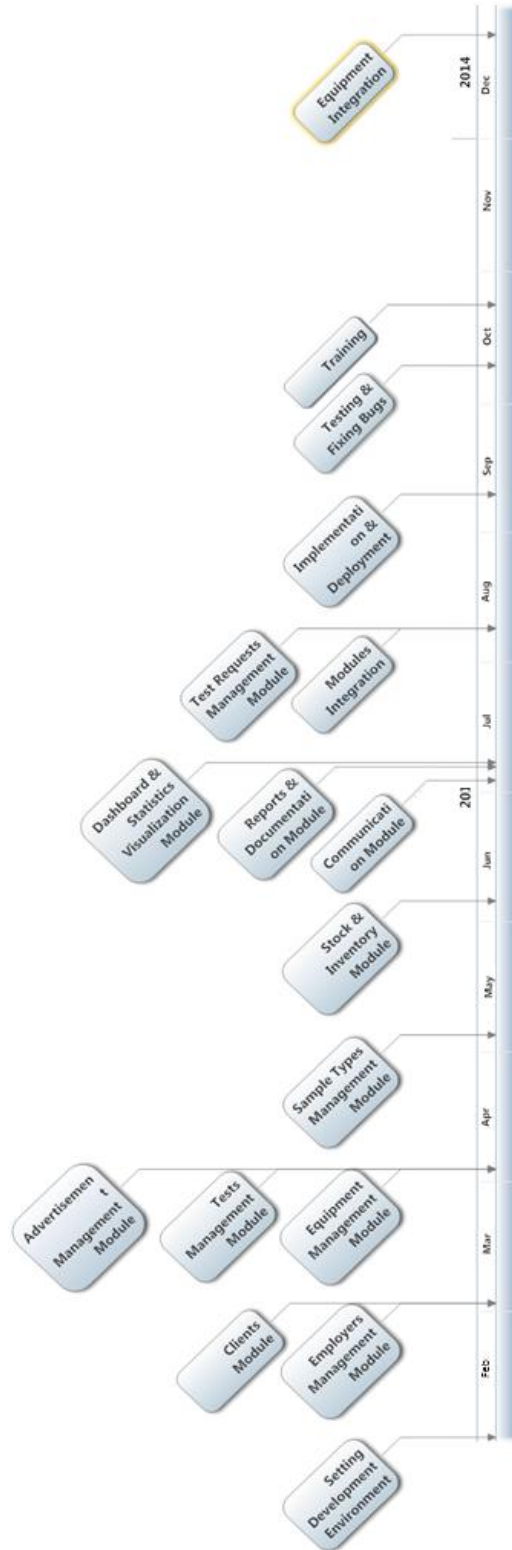 Equipment
Integration
2014
Dec
Nov
Training
Oct
Testing &
Fixing Bugs
Sep
Implementati
on &
Deployment
Aug
Test Requests
Management
Module
Modules
Integration
Jul
Dashboard &
Statistics
Visualization
Module
Reports &
Documentati
on Module
Communicati
on Module
201
Jun
Stock &
Inventory
Module
May
Sample Types
Management
Module
Apr
Advertisemen
t
Management
Module
Tests
Management
Module
Equipment
Management
Module
Mar
Clients
Module
Employers
Management
Module
Feb
Setting
Development
Environment